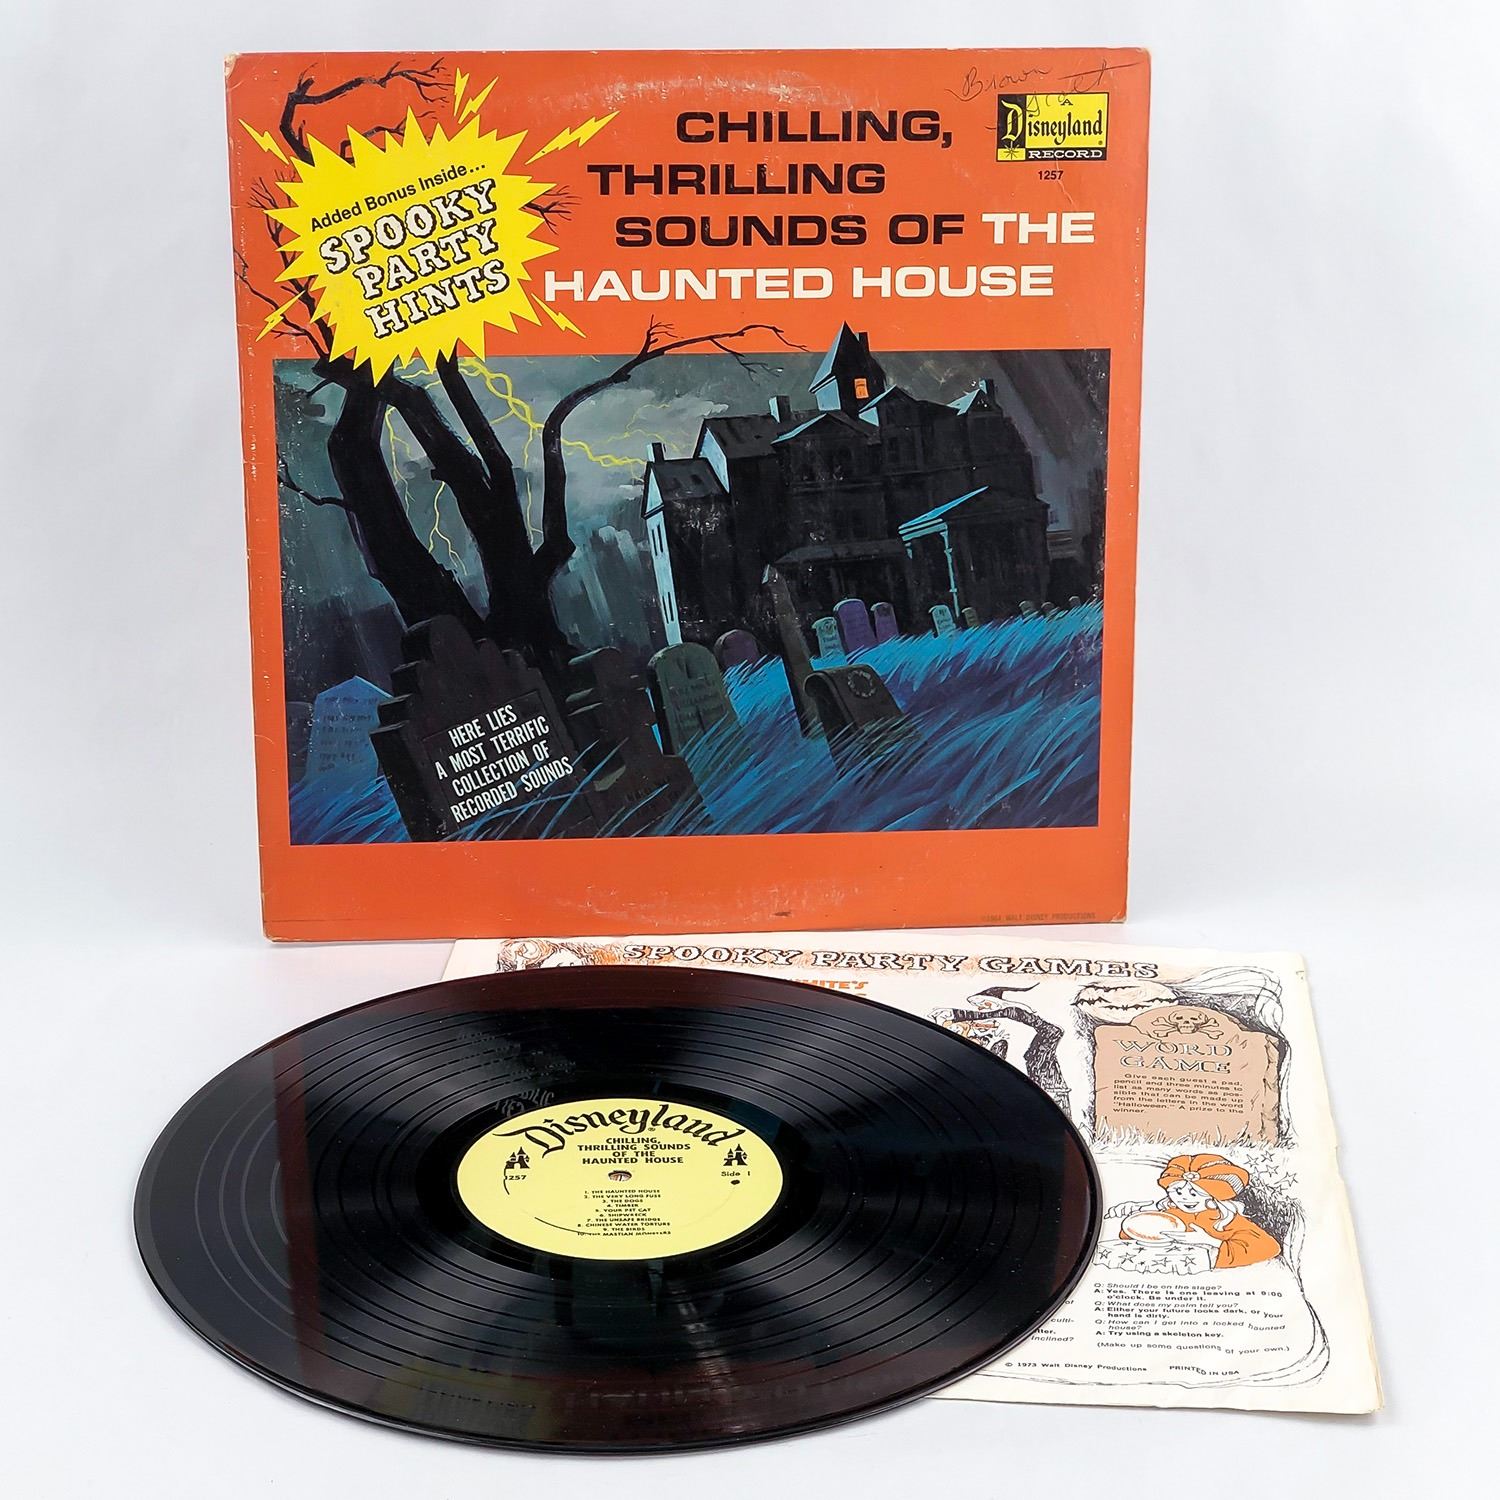 Brown
A
Disneyland
RECORD
1257
CHILLING,
THRILLING
SOUNDS OF THE
HAUNTED HOUSE
Added Bonus Inside...
SPOOKY
PARTY
HINTS
HERE LIES
A MOST TERRIFIC
COLLECTION OF
RECORDED SOUNDS
©1964 WALT DISNEY PRODUCTIONS
SPOOKY PARTY GAMES
WHITE'S
WORD
GAME
Give each guest a pad,
pencil and three minutes to
list as many words as pos-
sible that can be made up
from the letters in the word
"Halloween." A prize to the
winner.
Q: Should I be on the stage?
A: Yes. There is one leaving at 9:00
o'clock. Be under it.
Q: What does my palm tell you?
A: Either your future looks dark, or your
hand is dirty.
Q: How can I get into a locked haunted
house?
A: Try using a skeleton key.
(Make up some questions of your own.)
of
culti-
tter.
inclined?
© 1973 Walt Disney Productions PRINTED IN USA
Disneyland
CHILLING,
THRILLING SOUNDS
OF THE
HAUNTED HOUSE
1257
Side 1
1. THE HAUNTED HOUSE
2. THE VERY LONG FUSE
3. THE DOGS
4. TIMBER
5. YOUR PET CAT
6. SHIPWRECK
7. THE UNSAFE BRIDGE
8. CHINESE WATER TORTURE
9. THE BIRDS
10. THE MARTIAN MONSTERS